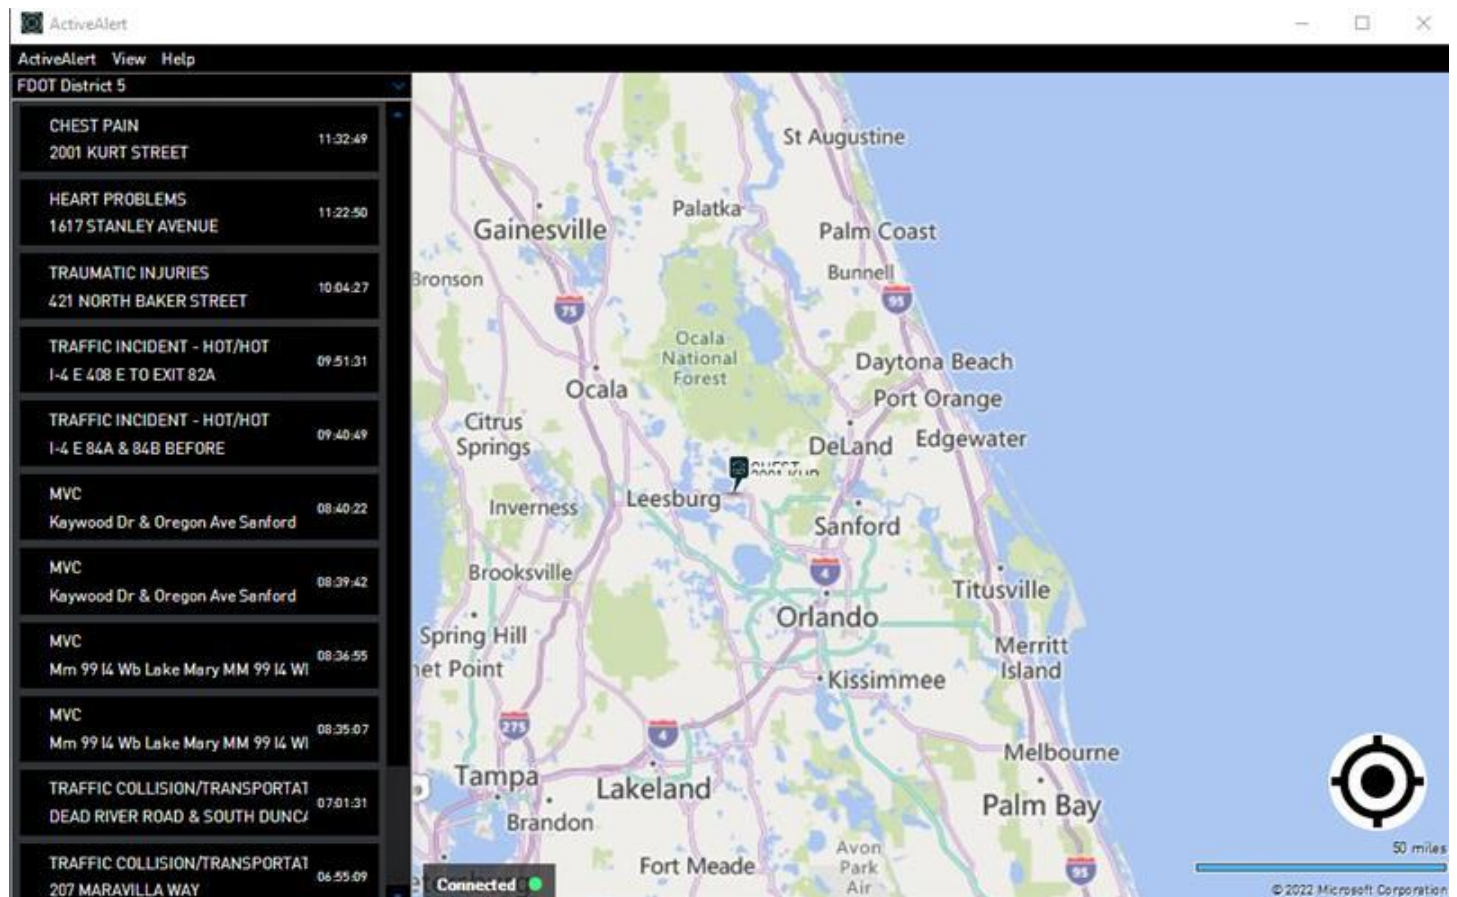 ActiveAlert
ActiveAlert View Help
FDOT District 5
CHEST PAIN
2001 KURT STREET
11:32:49
HEART PROBLEMS
1617 STANLEY AVENUE
11:22:50
TRAUMATIC INJURIES
421 NORTH BAKER STREET
10:04:27
TRAFFIC INCIDENT - HOT/HOT
I-4 E 408 E TO EXIT 82A
09:51:31
TRAFFIC INCIDENT - HOT/HOT
I-4 E 84A & 84B BEFORE
09:40:49
MVC
Kaywood Dr & Oregon Ave Sanford
08:40:22
MVC
Kaywood Dr & Oregon Ave Sanford
08:39:42
MVC
Mm 99 I4 Wb Lake Mary MM 99 I4 WI
08:36:55
MVC
Mm 99 I4 Wb Lake Mary MM 99 I4 WI
08:35:07
TRAFFIC COLLISION/TRANSPORTAT
DEAD RIVER ROAD & SOUTH DUNCA
07:01:31
TRAFFIC COLLISION/TRANSPORTAT
207 MARAVILLA WAY
06:55:09
St Augustine
Palatka
Gainesville
Palm Coast
Bunnell
Bronson
95
75
Ocala
National
Forest
Daytona Beach
Ocala
Port Orange
Citrus
Springs
DeLand
Edgewater
Leesburg
Inverness
Sanford
Brooksville
4
Titusville
Orlando
Spring Hill
Merritt
Island
net Point
Kissimmee
275
4
Melbourne
Tampa
Lakeland
Palm Bay
Brandon
Avon
Park
Air
Fort Meade
95
50 miles
Connected
© 2022 Microsoft Corporation